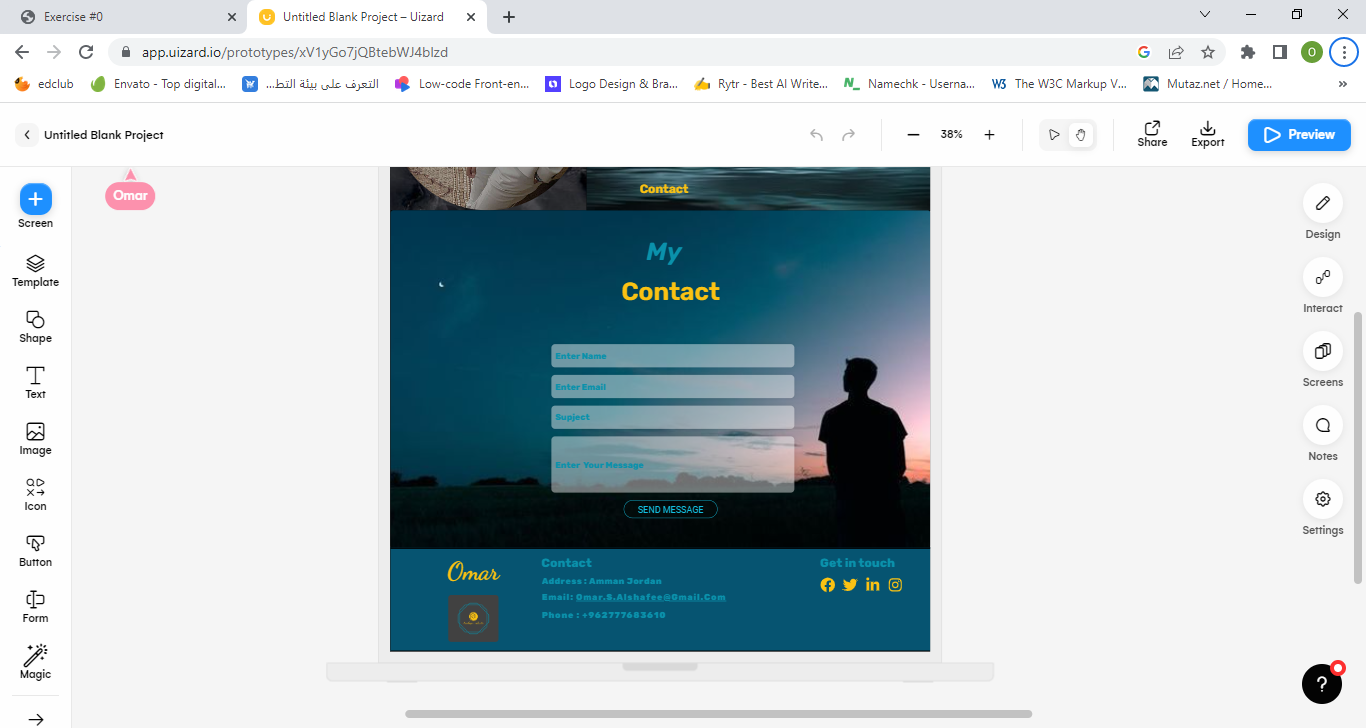 Exercise #0
Untitled Blank Project – Uizard
app.uizard.io/prototypes/xV1yGo7jQBtebWJ4blzd
O
edclub
Envato - Top digital...
التعرف على بيئة التط...
Low-code Front-en...
Logo Design & Bra...
Rytr - Best AI Write...
Namechk - Userna...
The W3C Markup V...
Mutaz.net / Home...
»
Untitled Blank Project
38%
Share
Export
Preview
Omar
Screen
Template
Shape
Text
Image
Icon
Button
Form
Magic
Design
Interact
Screens
Notes
Settings
?
Contact
My
Contact
Enter Name
Enter Email
Supject
Enter Your Message
SEND MESSAGE
Omar
Contact
Address : Amman Jordan
Email: Omar.S.Alshafee@Gmail.Com
Phone : +962777683610
Get in touch